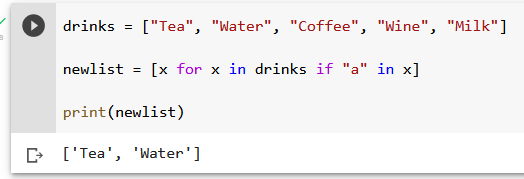 drinks = ["Tea", "Water", "Coffee", "Wine", "Milk"]
newlist = [x for x in drinks if "a" in x]
print(newlist)
['Tea', 'Water']